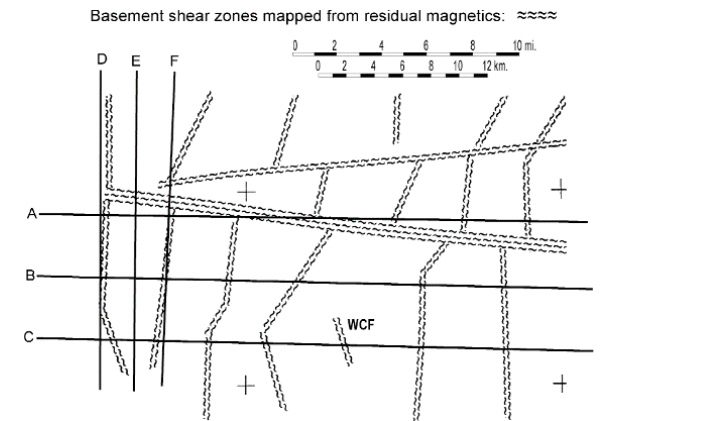 Basement shear zones mapped from residual magnetics:
0 2 4 6 8 10 mi.
0 2 4 6 8 10 12 km.
D E F
A
B
WCF
C